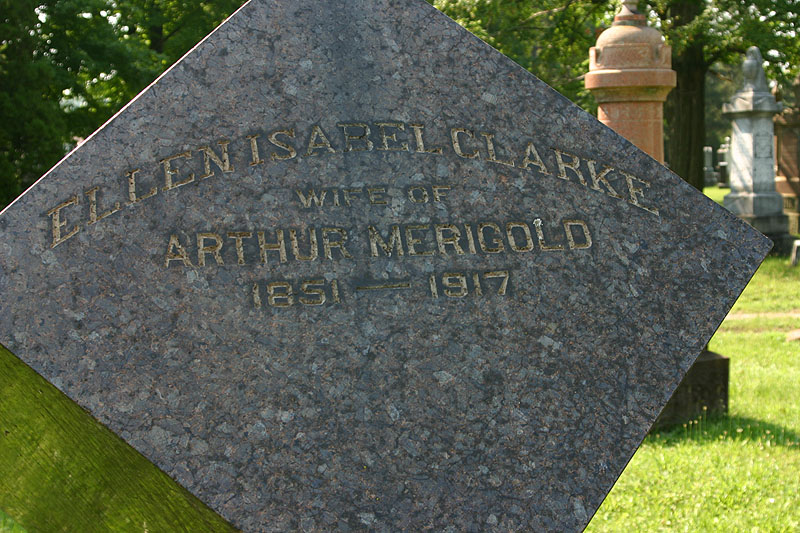 ELLEN ISABEL CLARKE
WIFE OF
ARTHUR MERIGOLD
1851 — 1917